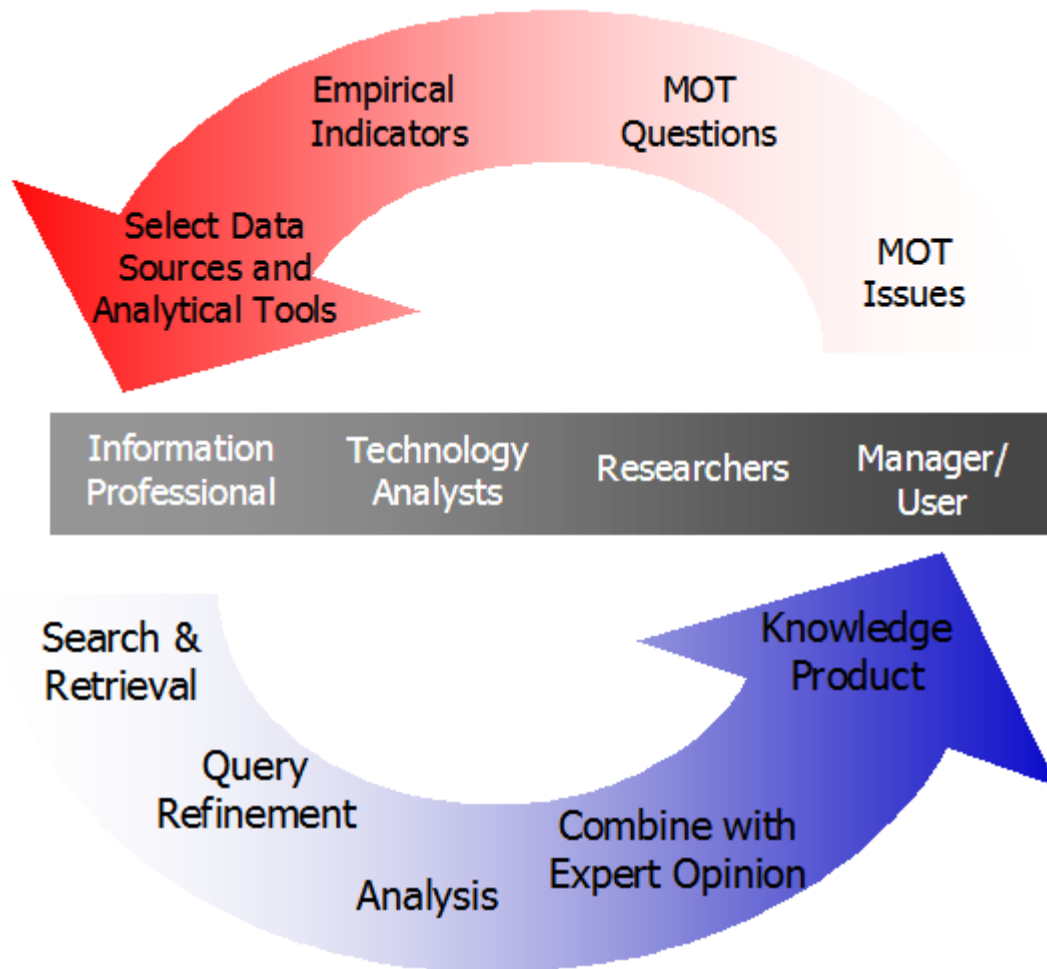 Empirical
Indicators
MOT
Questions
Select Data
Sources and
Analytical Tools
MOT
Issues
Information
Professional
Technology
Analysts
Researchers
Manager/
User
Search &
Retrieval
Query
Refinement
Analysis
Combine with
Expert Opinion
Knowledge
Product